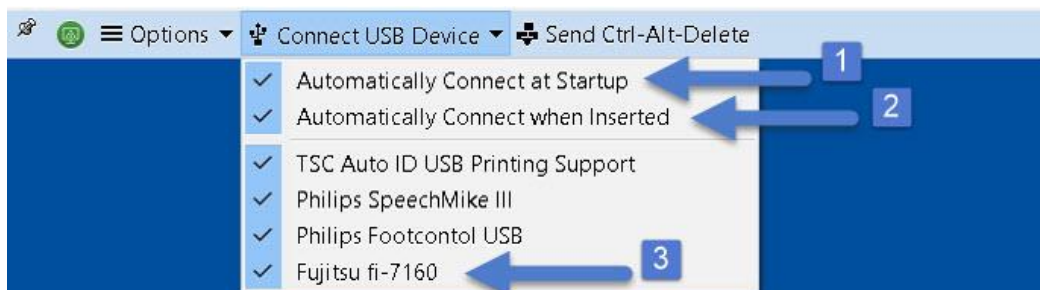 Options Connect USB Device Send Ctrl-Alt-Delete
Automatically Connect at Startup 1
Automatically Connect when Inserted 2
TSC Auto ID USB Printing Support
Philips SpeechMike III
Philips Footcontol USB
Fujitsu fi-7160 3